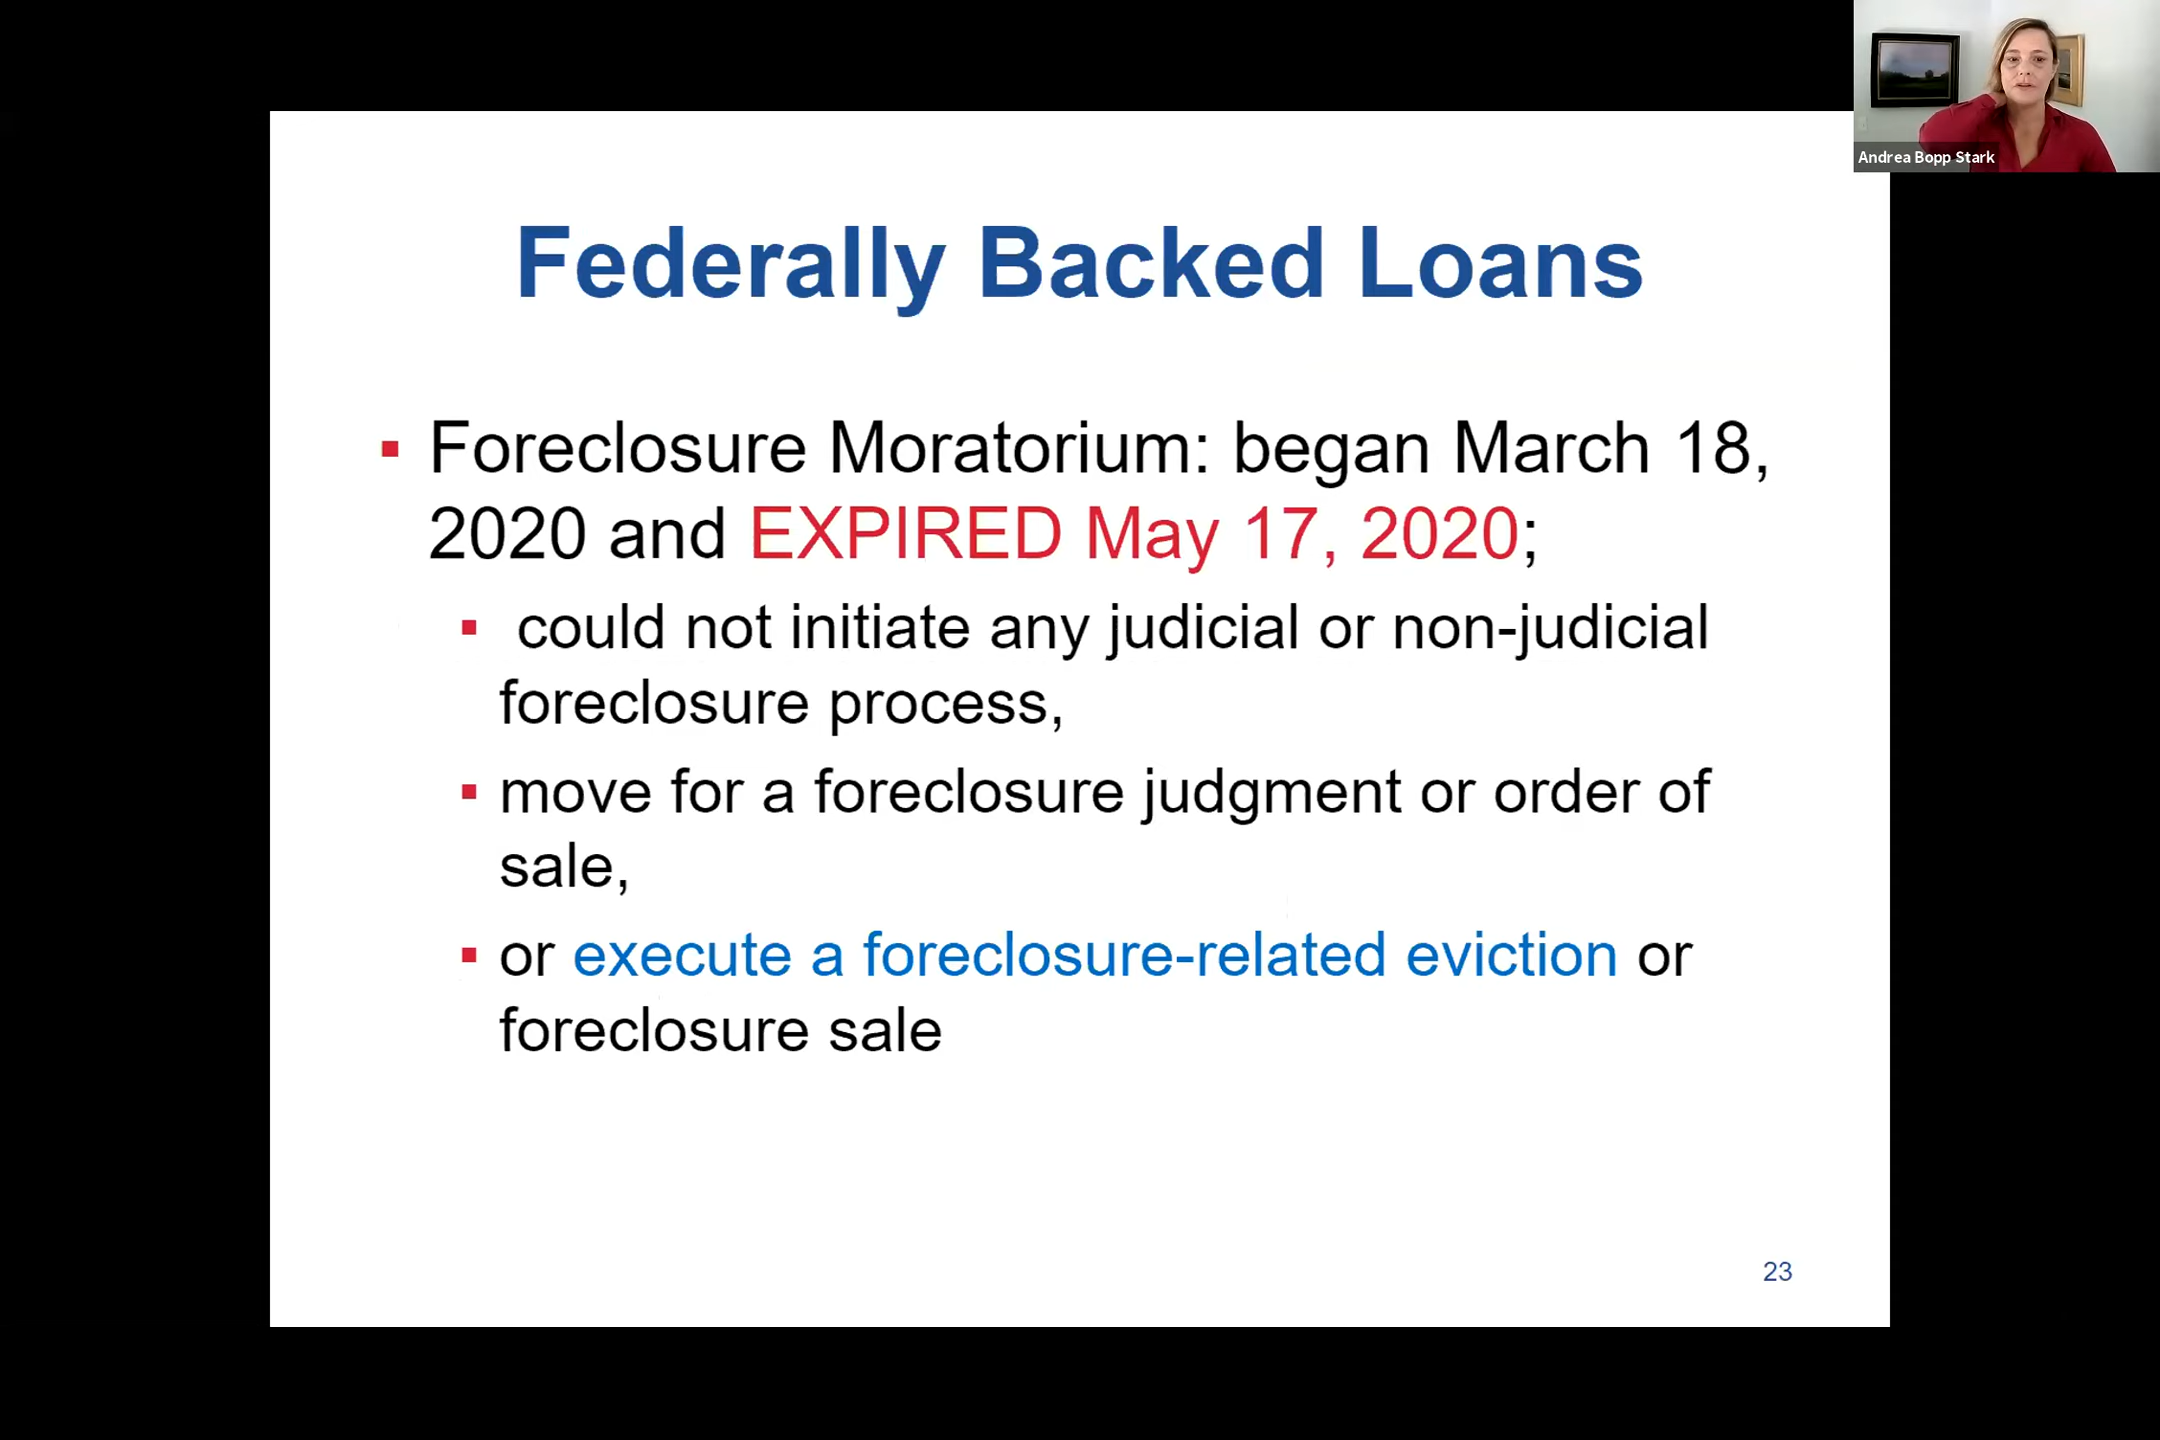 Andrea Bopp Stark
Federally Backed Loans
▪ Foreclosure Moratorium: began March 18,
2020 and EXPIRED May 17, 2020;
▪ could not initiate any judicial or non-judicial
foreclosure process,
▪ move for a foreclosure judgment or order of
sale,
▪ or execute a foreclosure-related eviction or
foreclosure sale
23